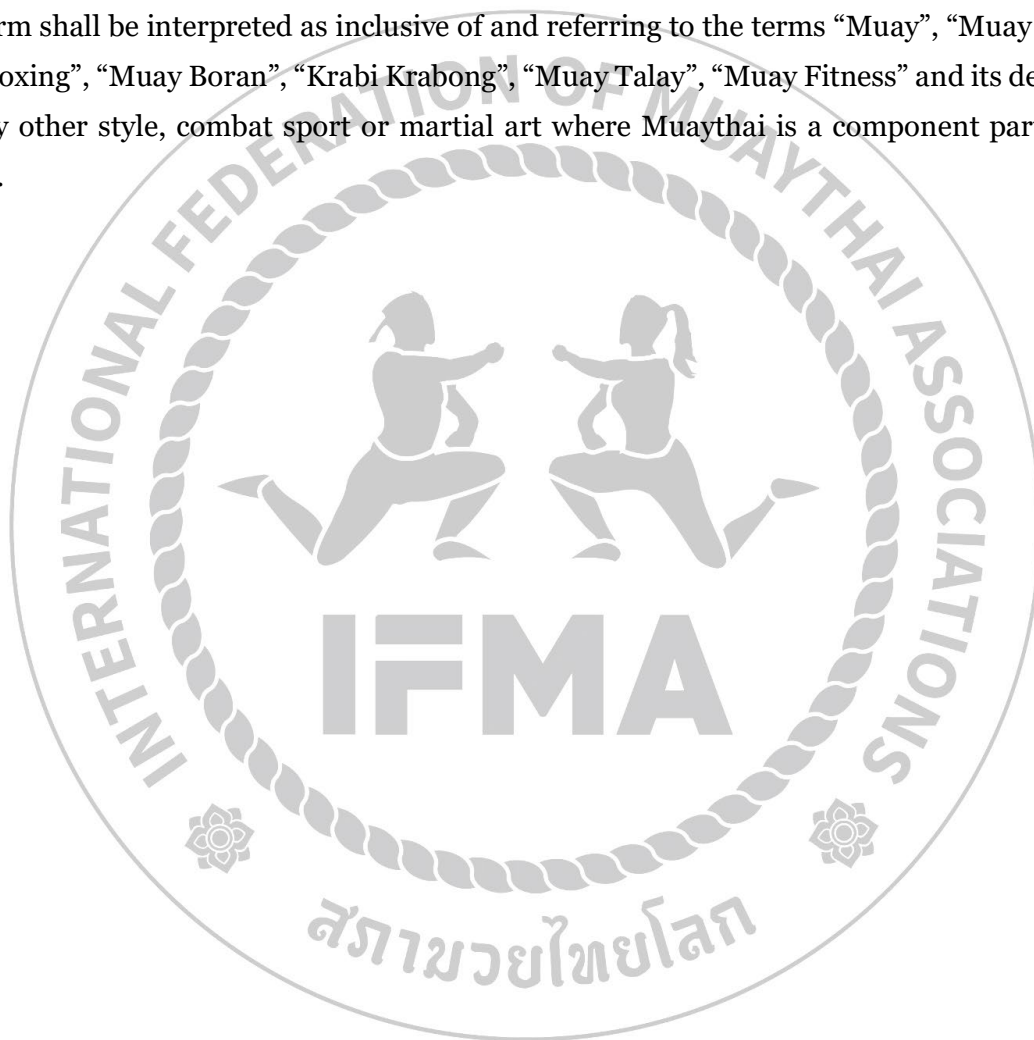 rm shall be interpreted as inclusive of and referring to the terms “Muay”, “Muay
oxing”, “Muay Boran”, “Krabi Krabong”, “Muay Talay”, “Muay Fitness” and its de
y other style, combat sport or martial art where Muaythai is a component par
.
INTERNATIONAL FEDERATION OF MUAYTHAI ASSOCIATIONS
IFMA
สภามวยไทยโลก